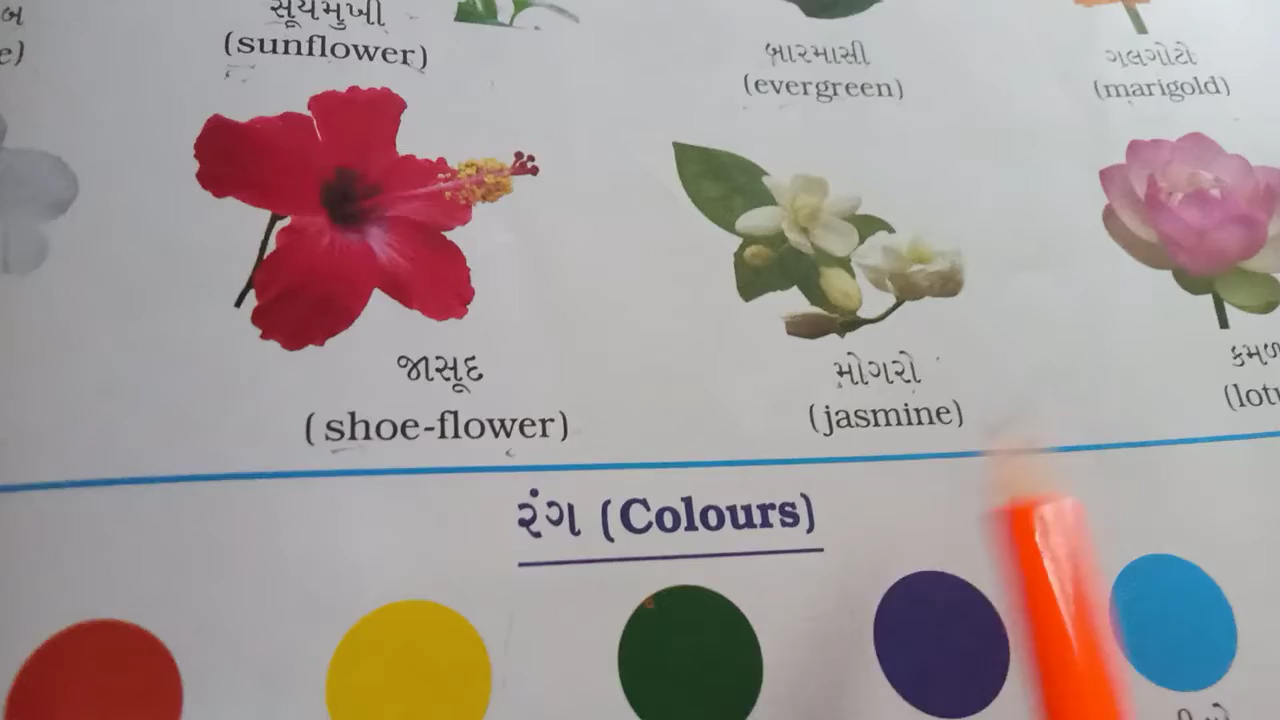 સૂર્યમુખી
(sunflower)
બારમાસી
(evergreen)
ગલગોટો
(marigold)
જાસૂદ
(shoe-flower)
મોગરો
(jasmine)
રંગ (Colours)